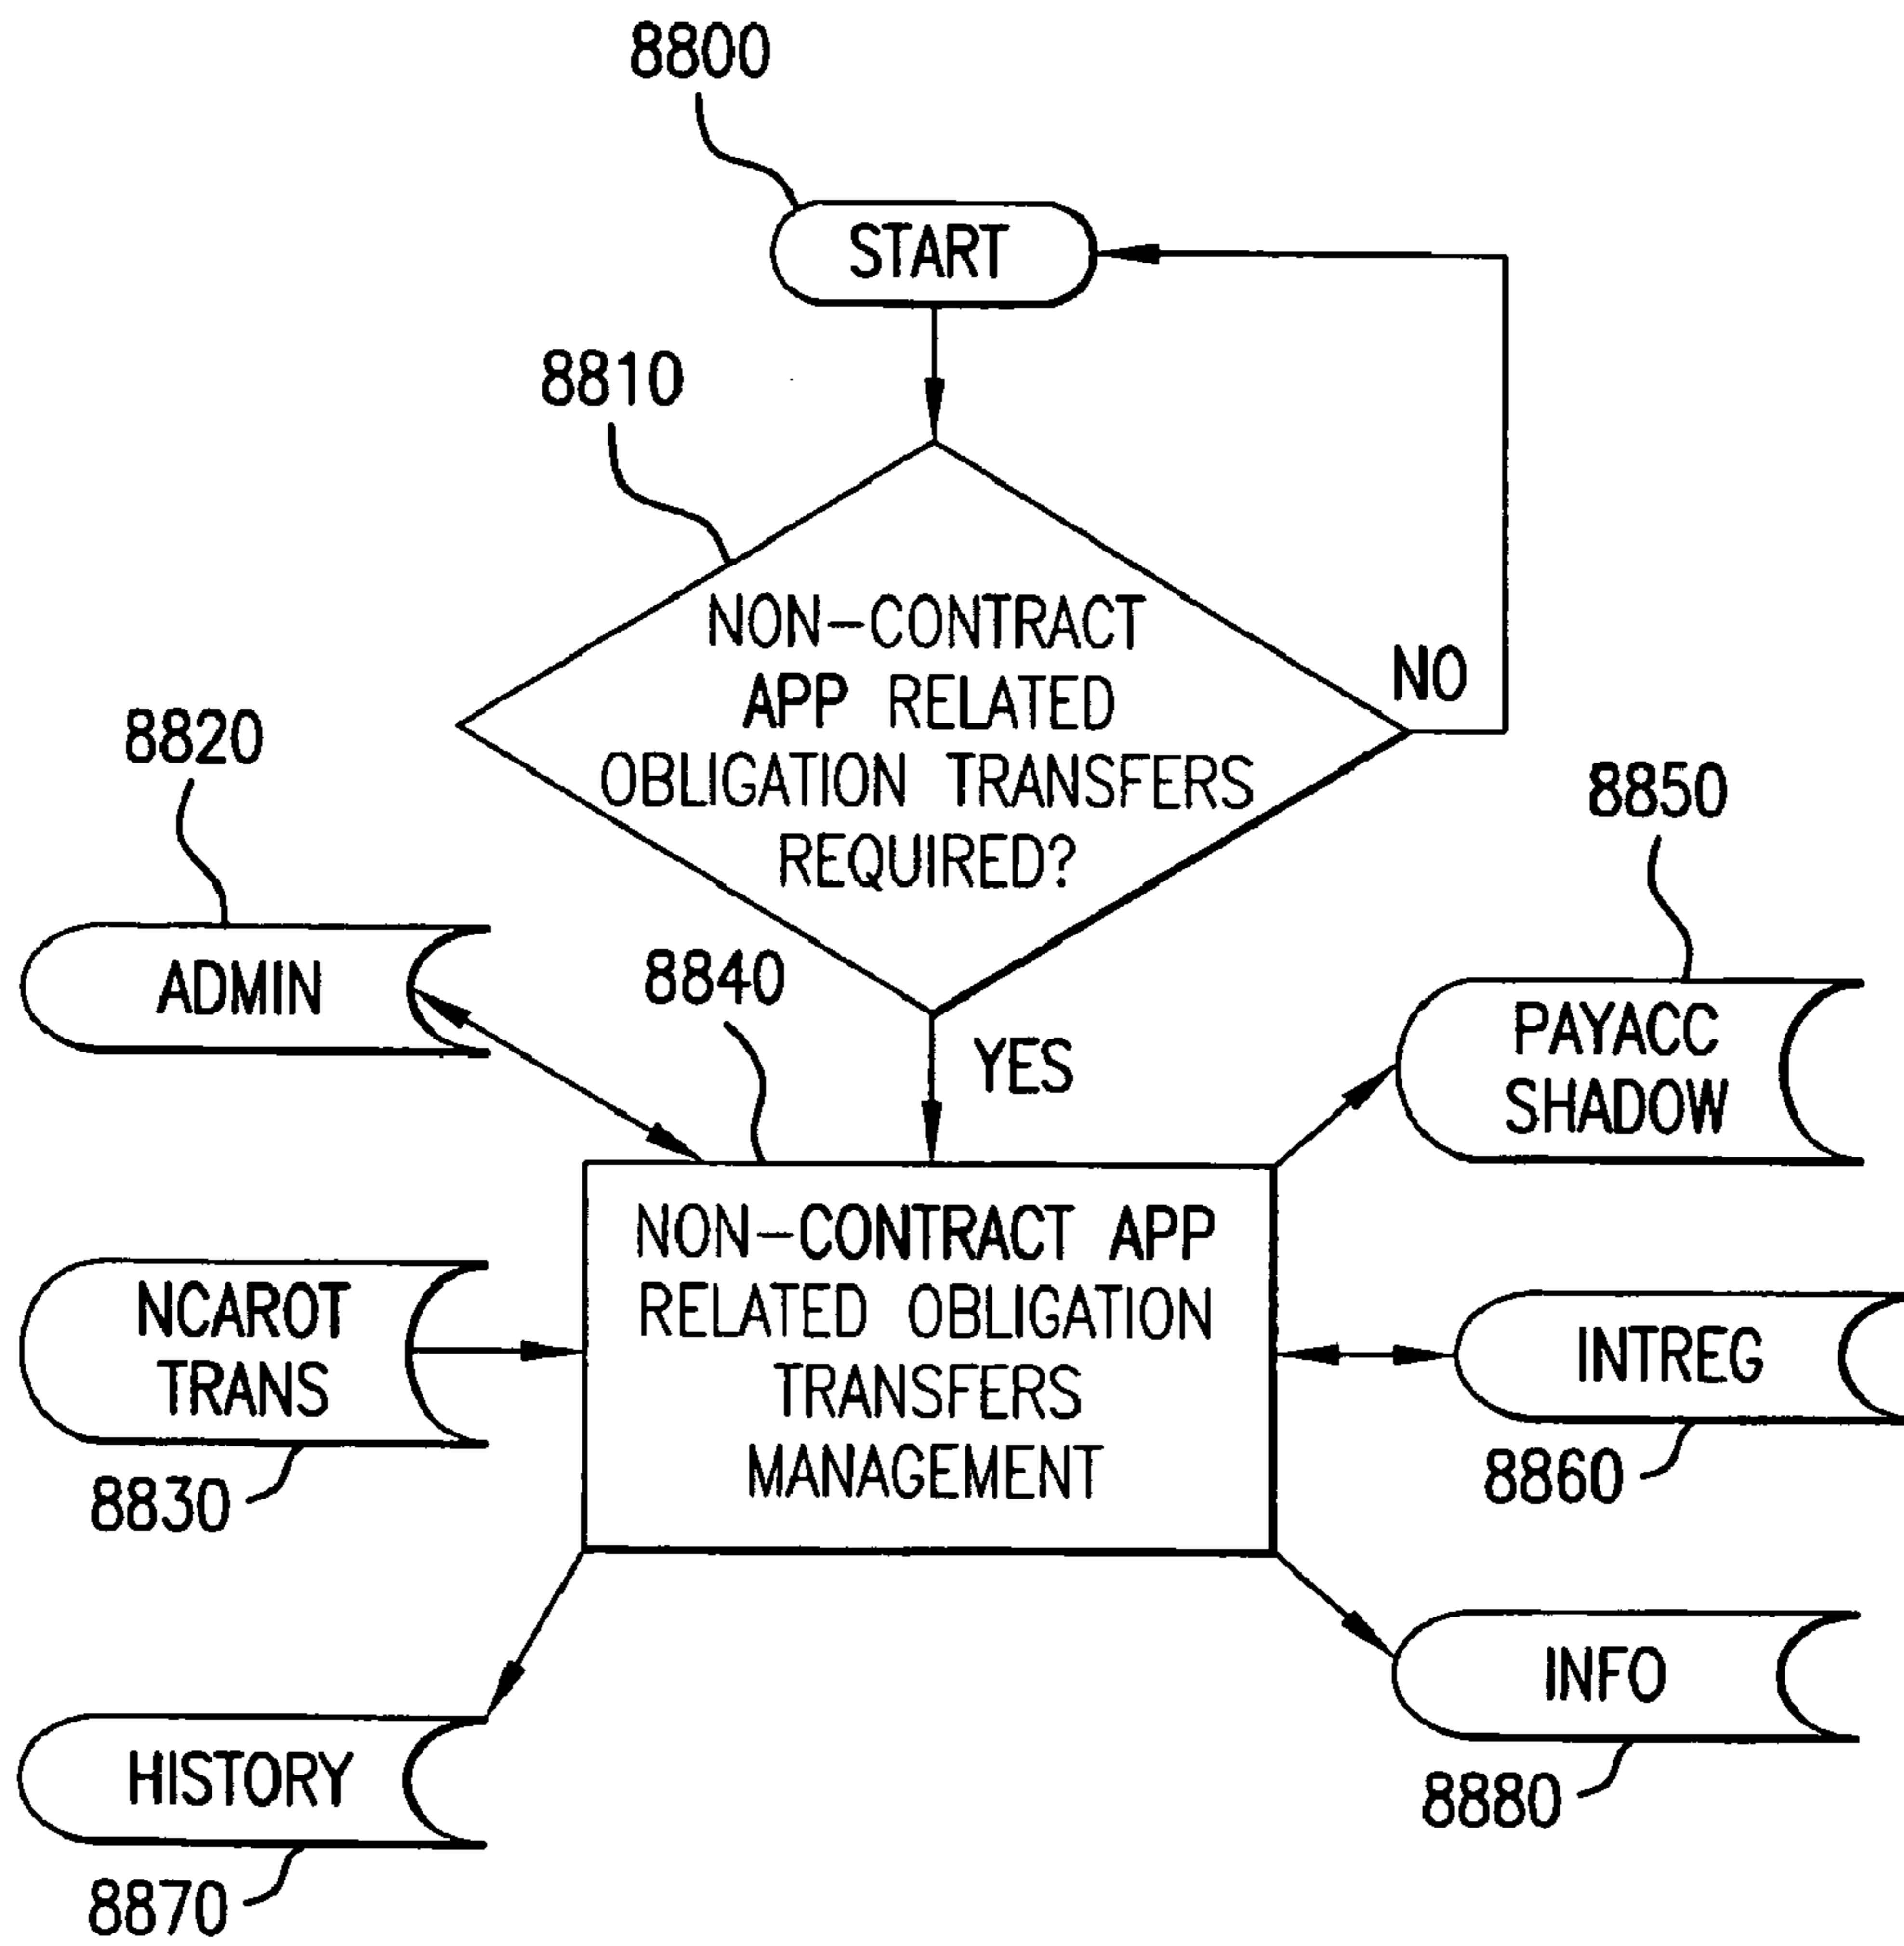 8800
START
8810
NON-CONTRACT
APP RELATED
OBLIGATION TRANSFERS
REQUIRED?
NO
8820
ADMIN
8840
YES
8850
PAYACC
SHADOW
NON-CONTRACT APP
RELATED OBLIGATION
TRANSFERS
MANAGEMENT
NCAROT
TRANS
8830
INTREG
8860
HISTORY
8870
INFO
8880